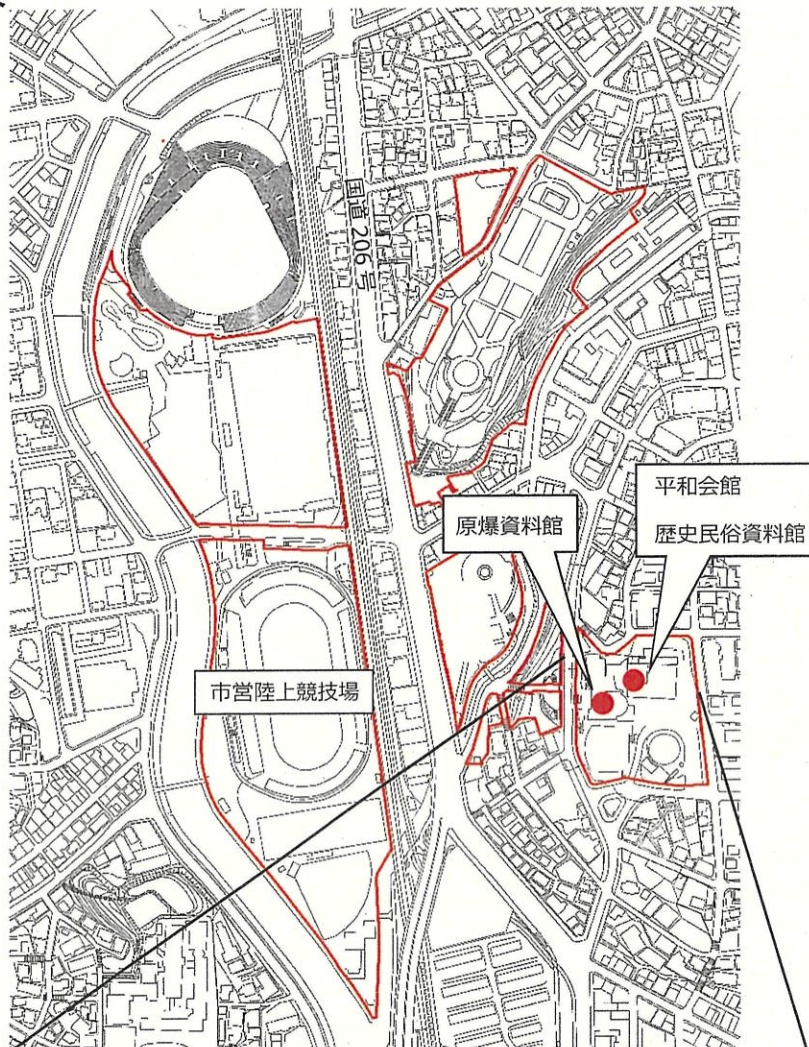 国道206号
平和会館
歴史民俗資料館
原爆資料館
市営陸上競技場